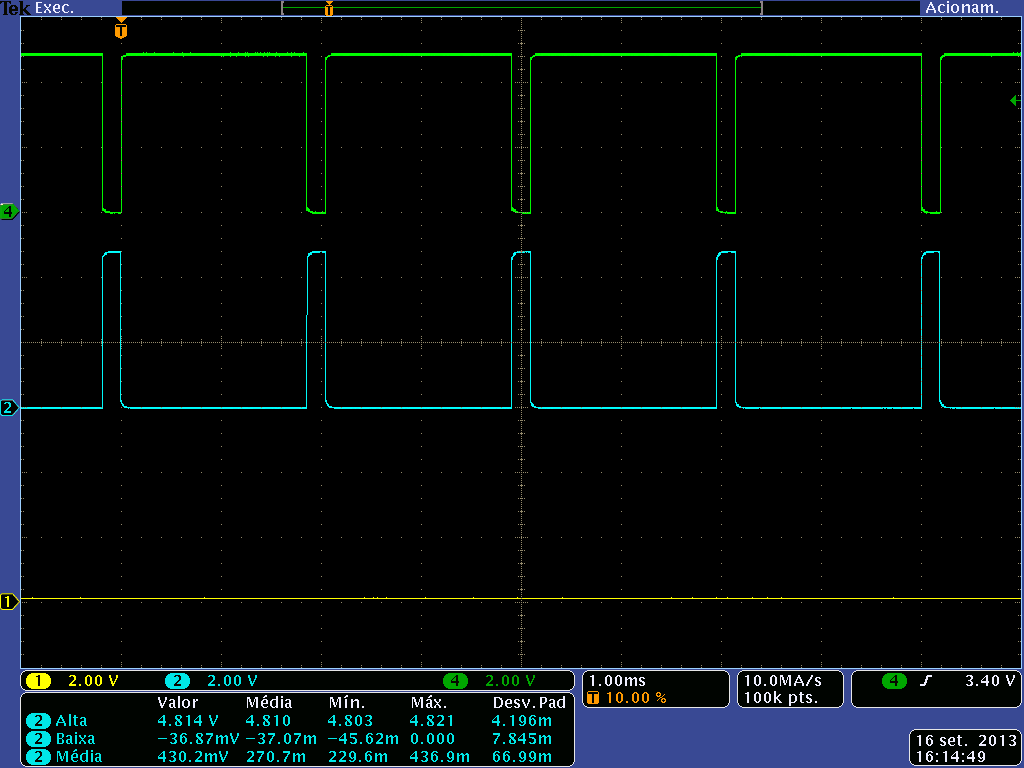 Tek Exec. Acionam.
T
T
4
2
1
1 2.00 V 2 2.00 V 4 2.00 V 1.00ms 10.0MA/s 4 3.40 V
T 10.00 % 100k pts.
Valor Média Mín. Máx. Desv.Pad
2 Alta 4.814 V 4.810 4.803 4.821 4.196m
2 Baixa −36.87mV −37.07m −45.62m 0.000 7.845m
2 Média 430.2mV 270.7m 229.6m 436.9m 66.99m
16 set. 2013
16:14:49